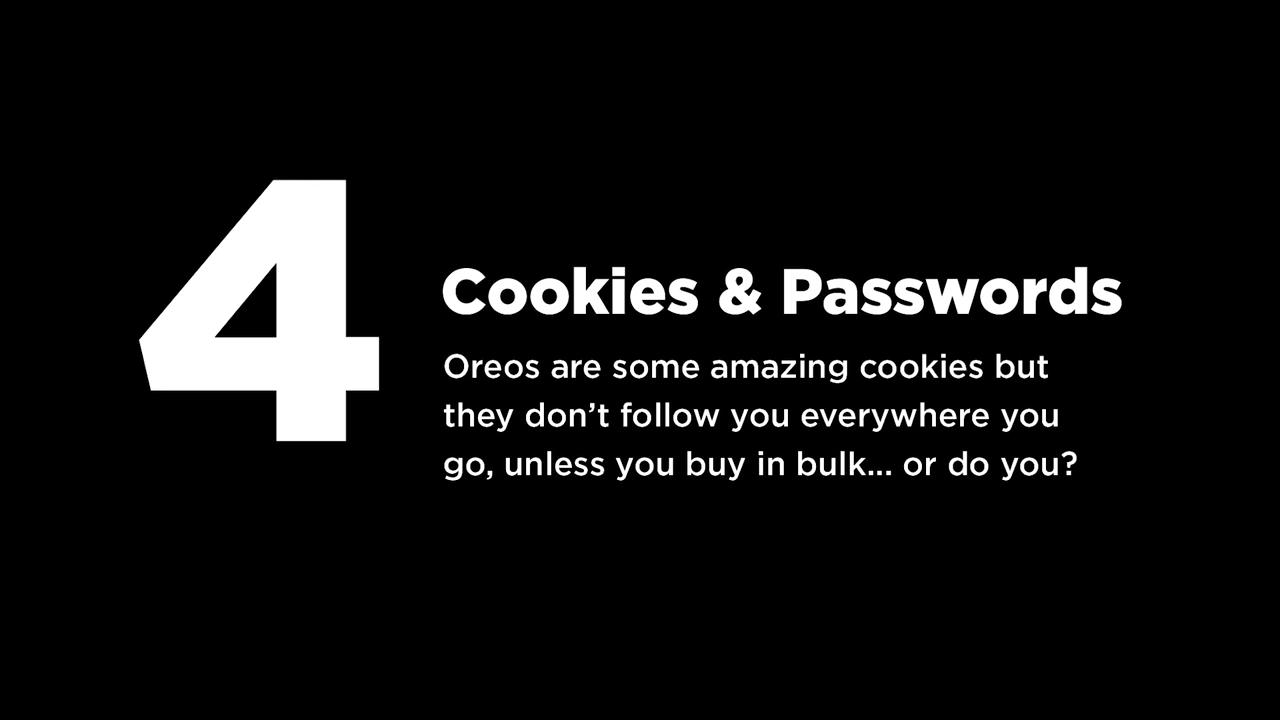 4
Cookies & Passwords
Oreos are some amazing cookies but
they don’t follow you everywhere you
go, unless you buy in bulk... or do you?